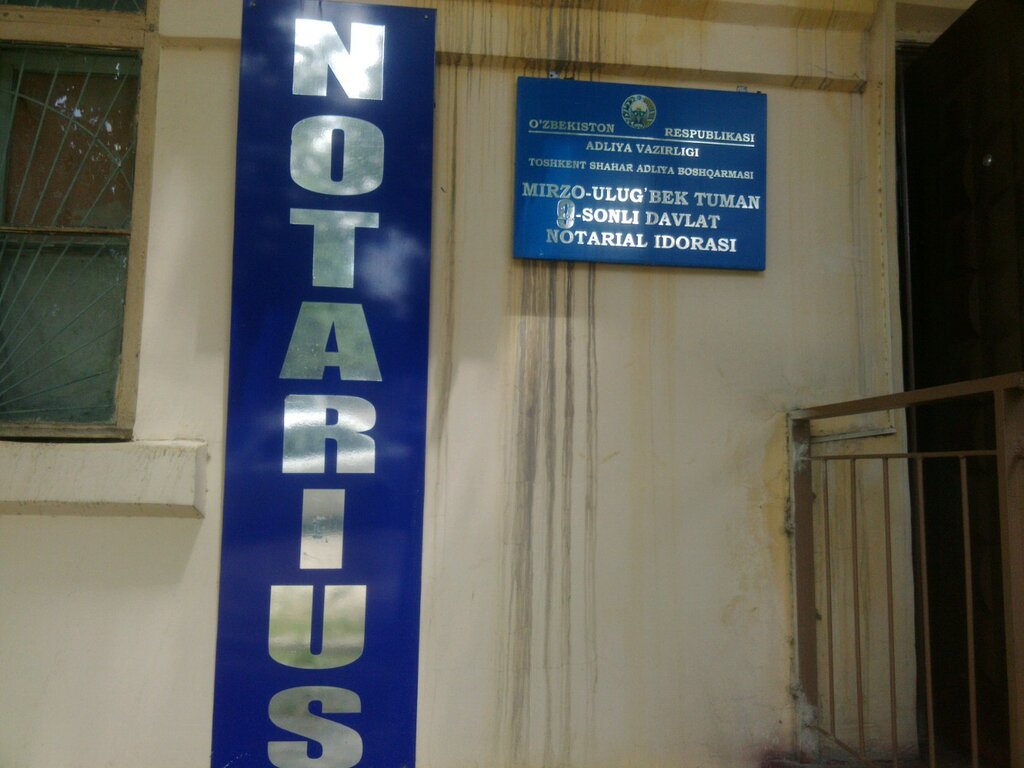 NOTARIUS
O'ZBEKISTON RESPUBLIKASI
ADLIYA VAZIRLIGI
TOSHKENT SHAHAR ADLIYA BOSHQARMASI
MIRZO-ULUG'BEK TUMAN
9-SONLI DAVLAT
NOTARIAL IDORASI